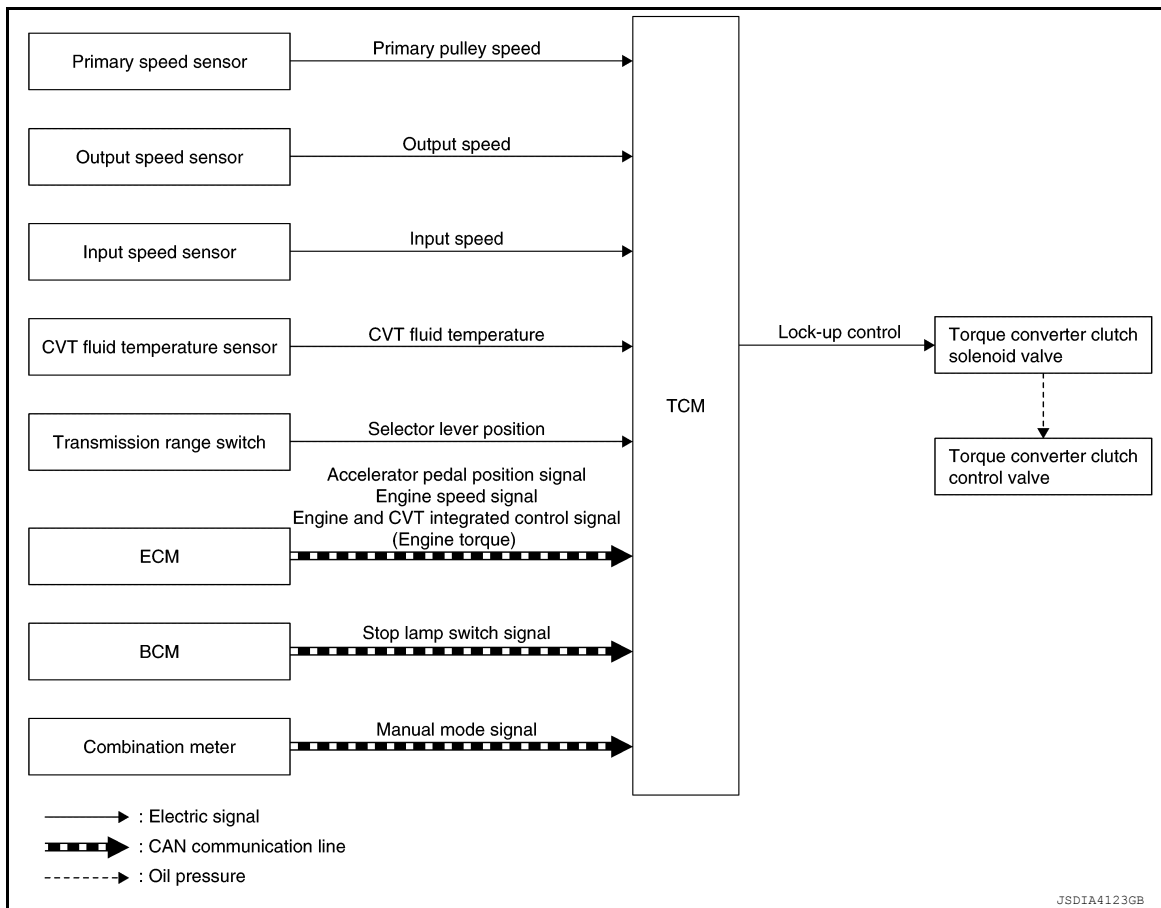 Primary speed sensor
Primary pulley speed
Output speed sensor
Output speed
Input speed sensor
Input speed
CVT fluid temperature sensor
CVT fluid temperature
Transmission range switch
Selector lever position
Accelerator pedal position signal
Engine speed signal
Engine and CVT integrated control signal
(Engine torque)
ECM
BCM
Stop lamp switch signal
Combination meter
Manual mode signal
TCM
Lock-up control
Torque converter clutch
solenoid valve
Torque converter clutch
control valve
: Electric signal
: CAN communication line
: Oil pressure
JSDIA4123GB